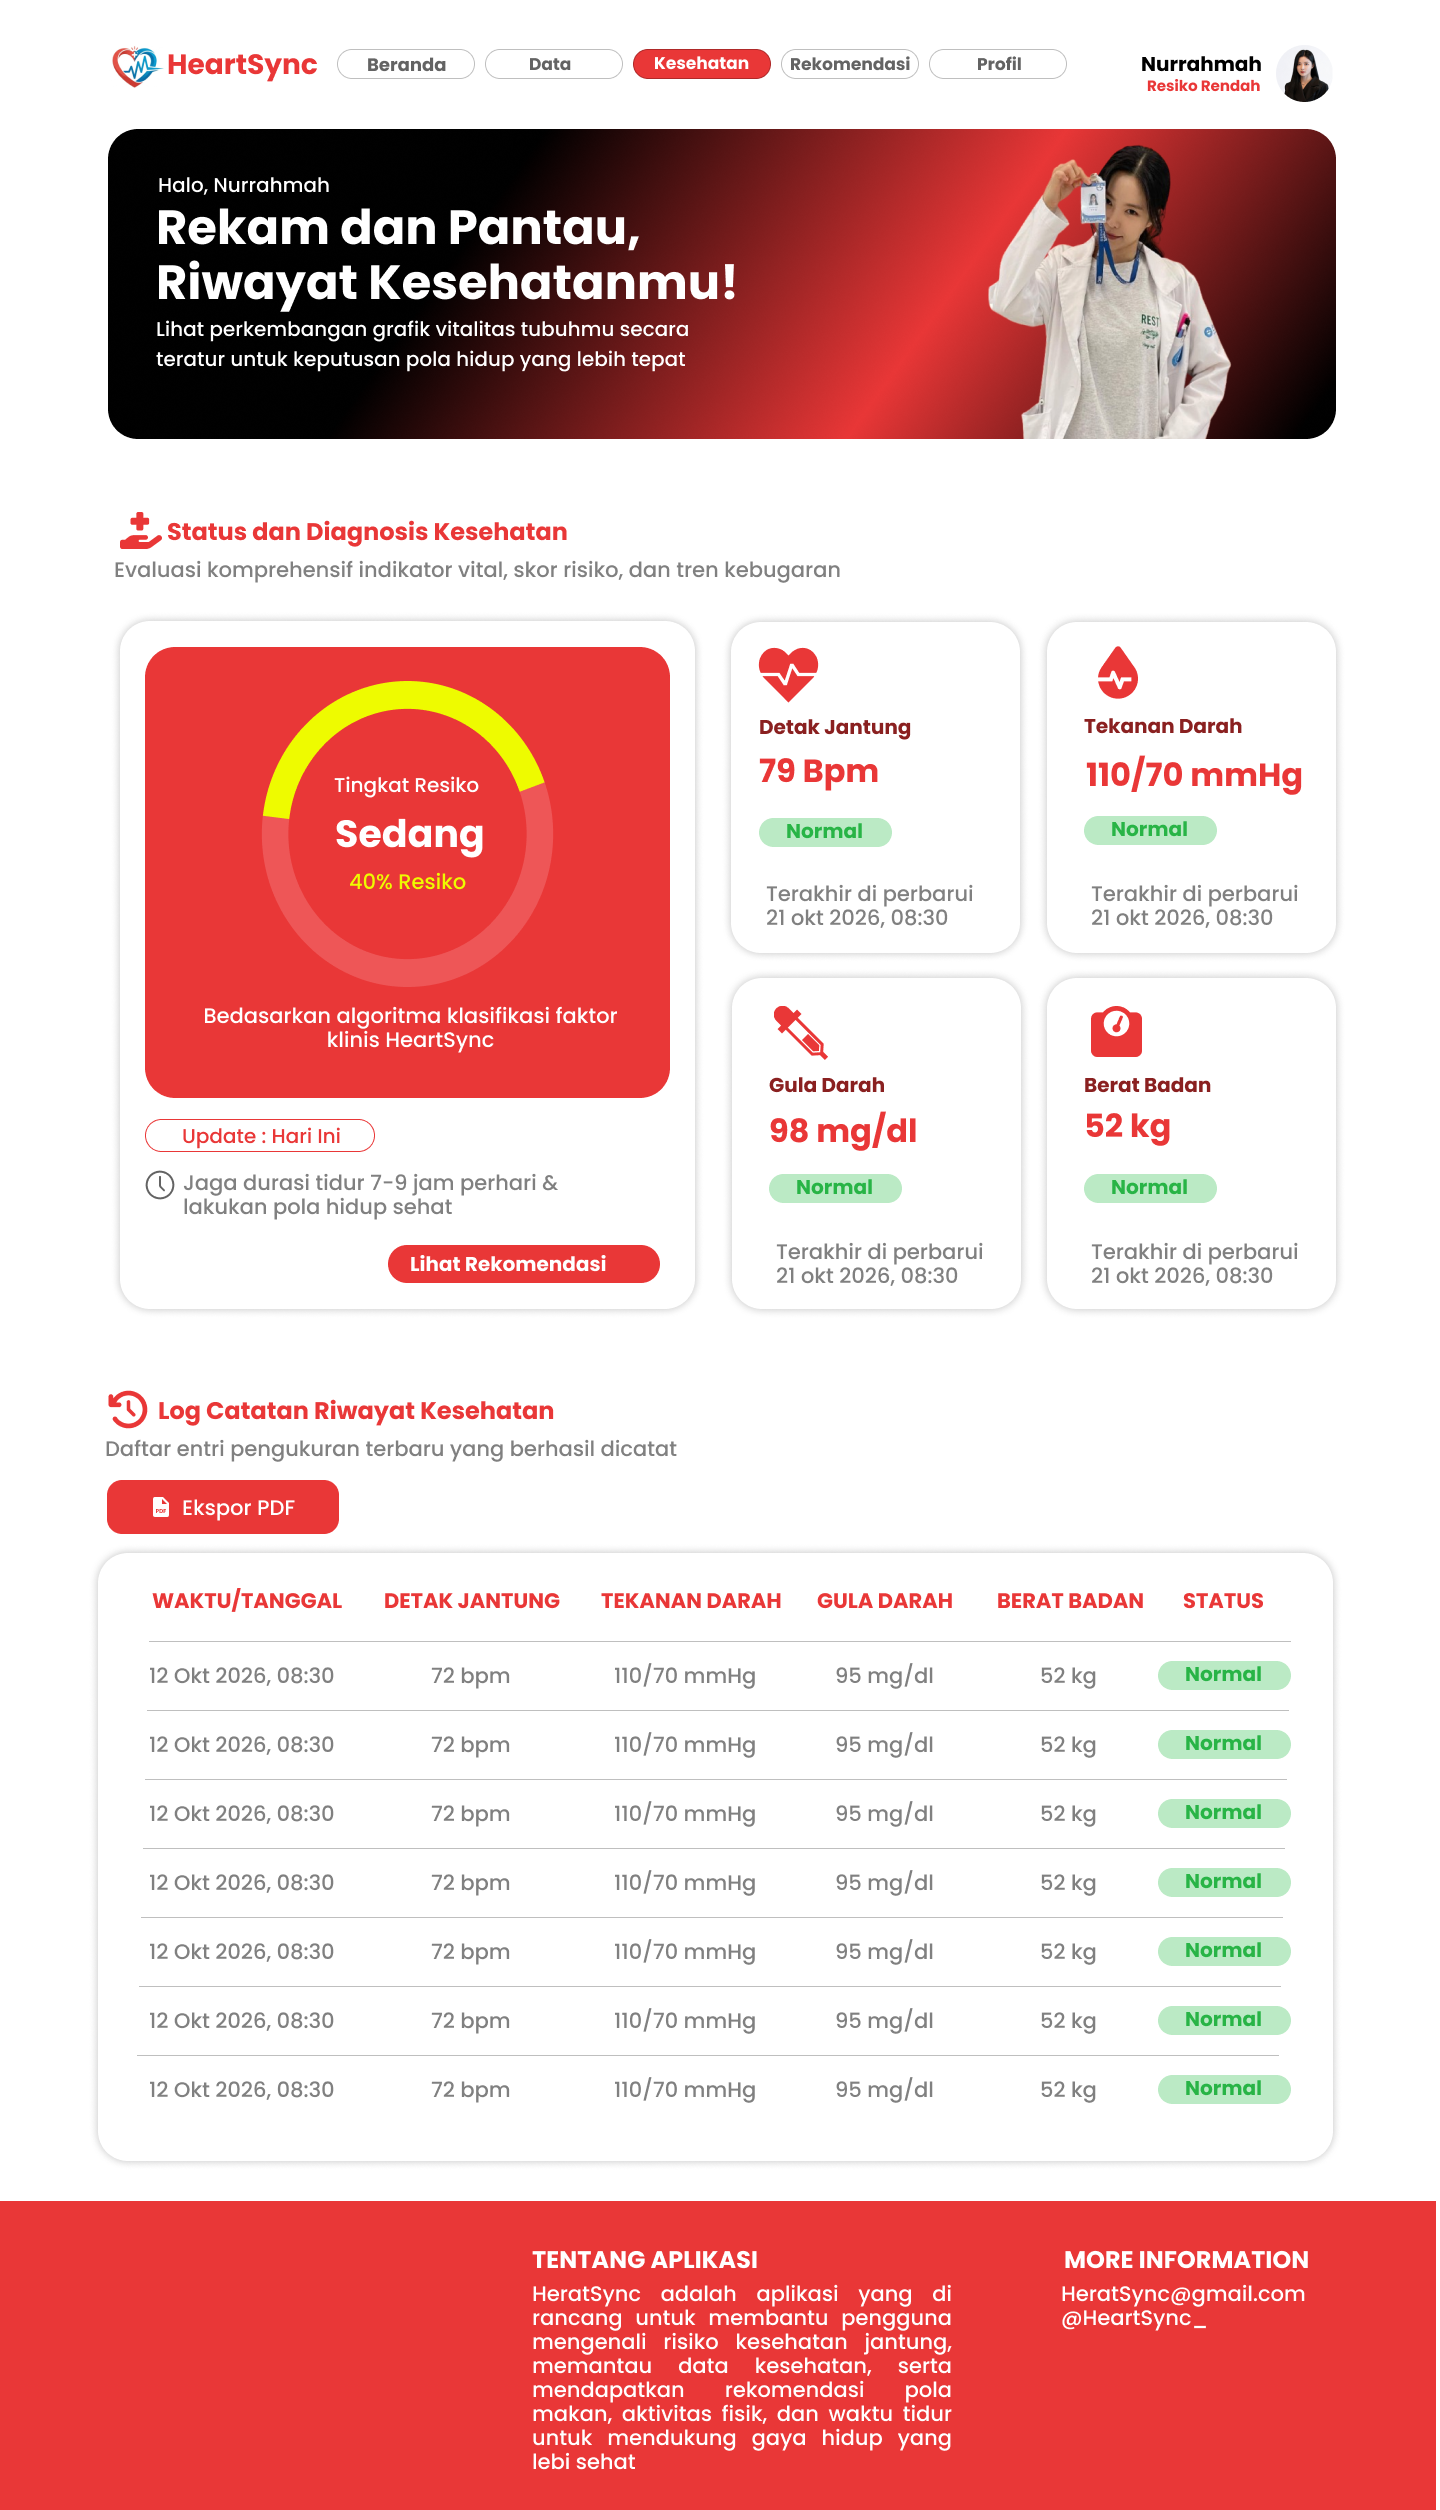 HeartSync
Beranda
Data
Kesehatan
Rekomendasi
Profil
Nurrahmah
Resiko Rendah
Halo, Nurrahmah
Rekam dan Pantau,
Riwayat Kesehatanmu!
Lihat perkembangan grafik vitalitas tubuhmu secara
teratur untuk keputusan pola hidup yang lebih tepat
REST
Status dan Diagnosis Kesehatan
Evaluasi komprehensif indikator vital, skor risiko, dan tren kebugaran
Tingkat Resiko
Sedang
40% Resiko
Bedasarkan algoritma klasifikasi faktor
klinis HeartSync
Update : Hari Ini
Jaga durasi tidur 7-9 jam perhari &
lakukan pola hidup sehat
Lihat Rekomendasi
Detak Jantung
79 Bpm
Normal
Terakhir di perbarui
21 okt 2026, 08:30
Tekanan Darah
110/70 mmHg
Normal
Terakhir di perbarui
21 okt 2026, 08:30
Gula Darah
98 mg/dl
Normal
Terakhir di perbarui
21 okt 2026, 08:30
Berat Badan
52 kg
Normal
Terakhir di perbarui
21 okt 2026, 08:30
Log Catatan Riwayat Kesehatan
Daftar entri pengukuran terbaru yang berhasil dicatat
PDF Ekspor PDF
WAKTU/TANGGAL DETAK JANTUNG TEKANAN DARAH GULA DARAH BERAT BADAN STATUS
12 Okt 2026, 08:30 72 bpm 110/70 mmHg 95 mg/dl 52 kg Normal
12 Okt 2026, 08:30 72 bpm 110/70 mmHg 95 mg/dl 52 kg Normal
12 Okt 2026, 08:30 72 bpm 110/70 mmHg 95 mg/dl 52 kg Normal
12 Okt 2026, 08:30 72 bpm 110/70 mmHg 95 mg/dl 52 kg Normal
12 Okt 2026, 08:30 72 bpm 110/70 mmHg 95 mg/dl 52 kg Normal
12 Okt 2026, 08:30 72 bpm 110/70 mmHg 95 mg/dl 52 kg Normal
12 Okt 2026, 08:30 72 bpm 110/70 mmHg 95 mg/dl 52 kg Normal
TENTANG APLIKASI
HeratSync adalah aplikasi yang di
rancang untuk membantu pengguna
mengenali risiko kesehatan jantung,
memantau data kesehatan, serta
mendapatkan rekomendasi pola
makan, aktivitas fisik, dan waktu tidur
untuk mendukung gaya hidup yang
lebi sehat
MORE INFORMATION
HeratSync@gmail.com
@HeartSync_